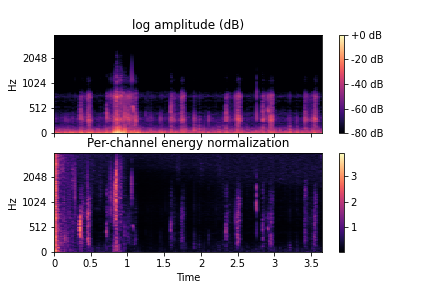 log amplitude (dB)
Hz
2048
1024
512
0
+0 dB
-20 dB
-40 dB
-60 dB
-80 dB
Per-channel energy normalization
Hz
2048
1024
512
0
3
2
1
0 0.5 1 1.5 2 2.5 3 3.5
Time